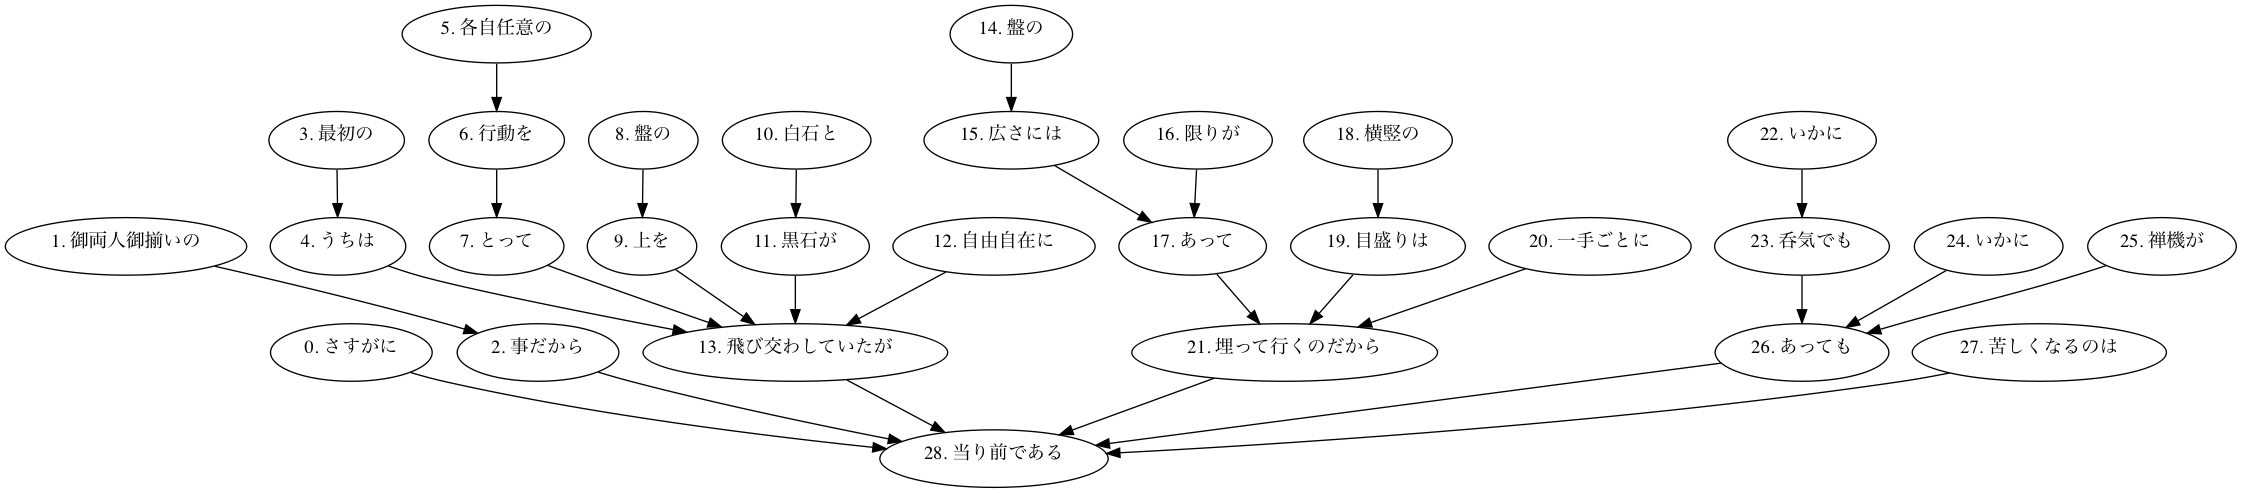 5. 各自任意の
14. 盤の
3. 最初の
6. 行動を
8. 盤の
10. 白石と
15. 広さには
16. 限りが
18. 横竪の
22. いかに
1. 御両人御揃いの
4. うちは
7. とって
9. 上を
11. 黒石が
12. 自由自在に
17. あって
19. 目盛りは
20. 一手ごとに
23. 呑気でも
24. いかに
25. 禅機が
0. さすがに
2. 事だから
13. 飛び交わしていたが
21. 埋って行くのだから
26. あっても
27. 苦しくなるのは
28. 当り前である